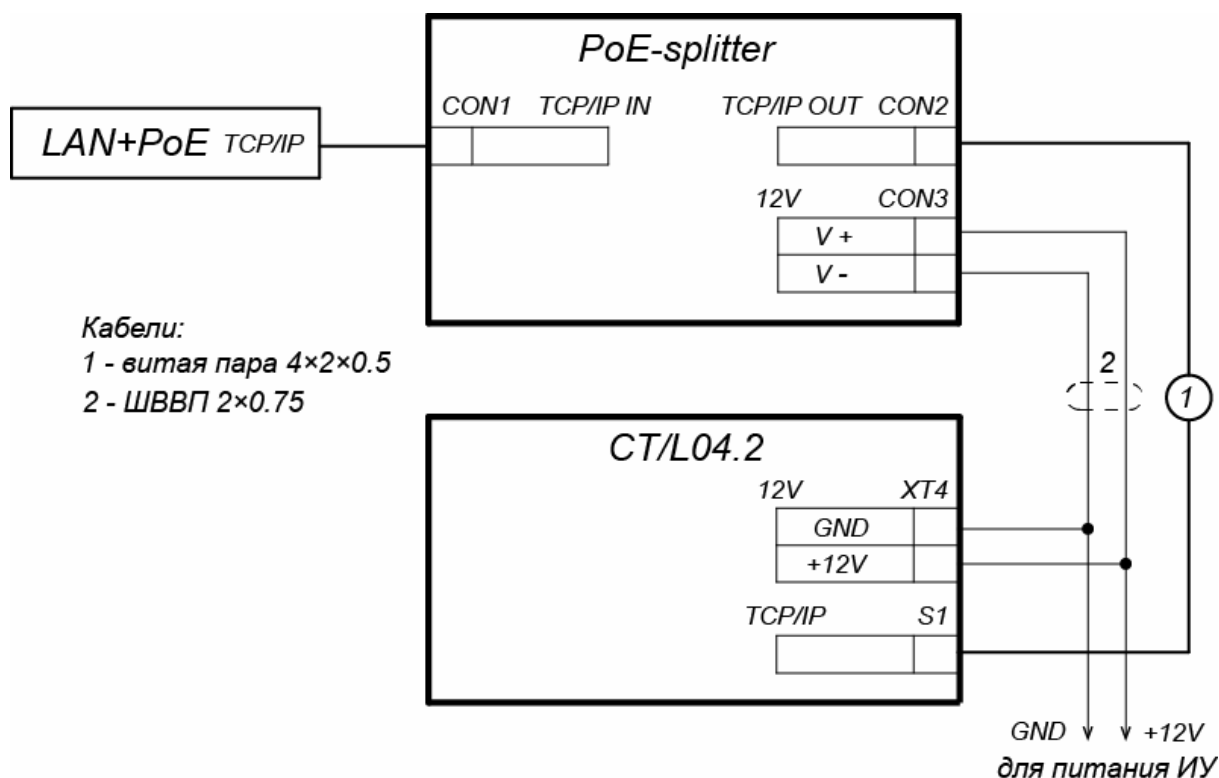 PoE-splitter
CON1 TCP/IP IN TCP/IP OUT CON2
LAN+PoE TCP/IP
12V CON3
V +
V -
Кабели:
1 - витая пара 4×2×0.5
2 - ШВВП 2×0.75
2
1
CT/L04.2
12V XT4
GND
+12V
TCP/IP S1
GND +12V
для питания ИУ